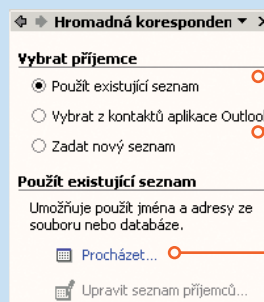 Hromadná koresponden
Vybrat příjemce
Použít existující seznam
Vybrat z kontaktů aplikace Outlook
Zadat nový seznam
Použít existující seznam
Umožňuje použít jména a adresy ze
souboru nebo databáze.
Procházet...
Upravit seznam příjemců...